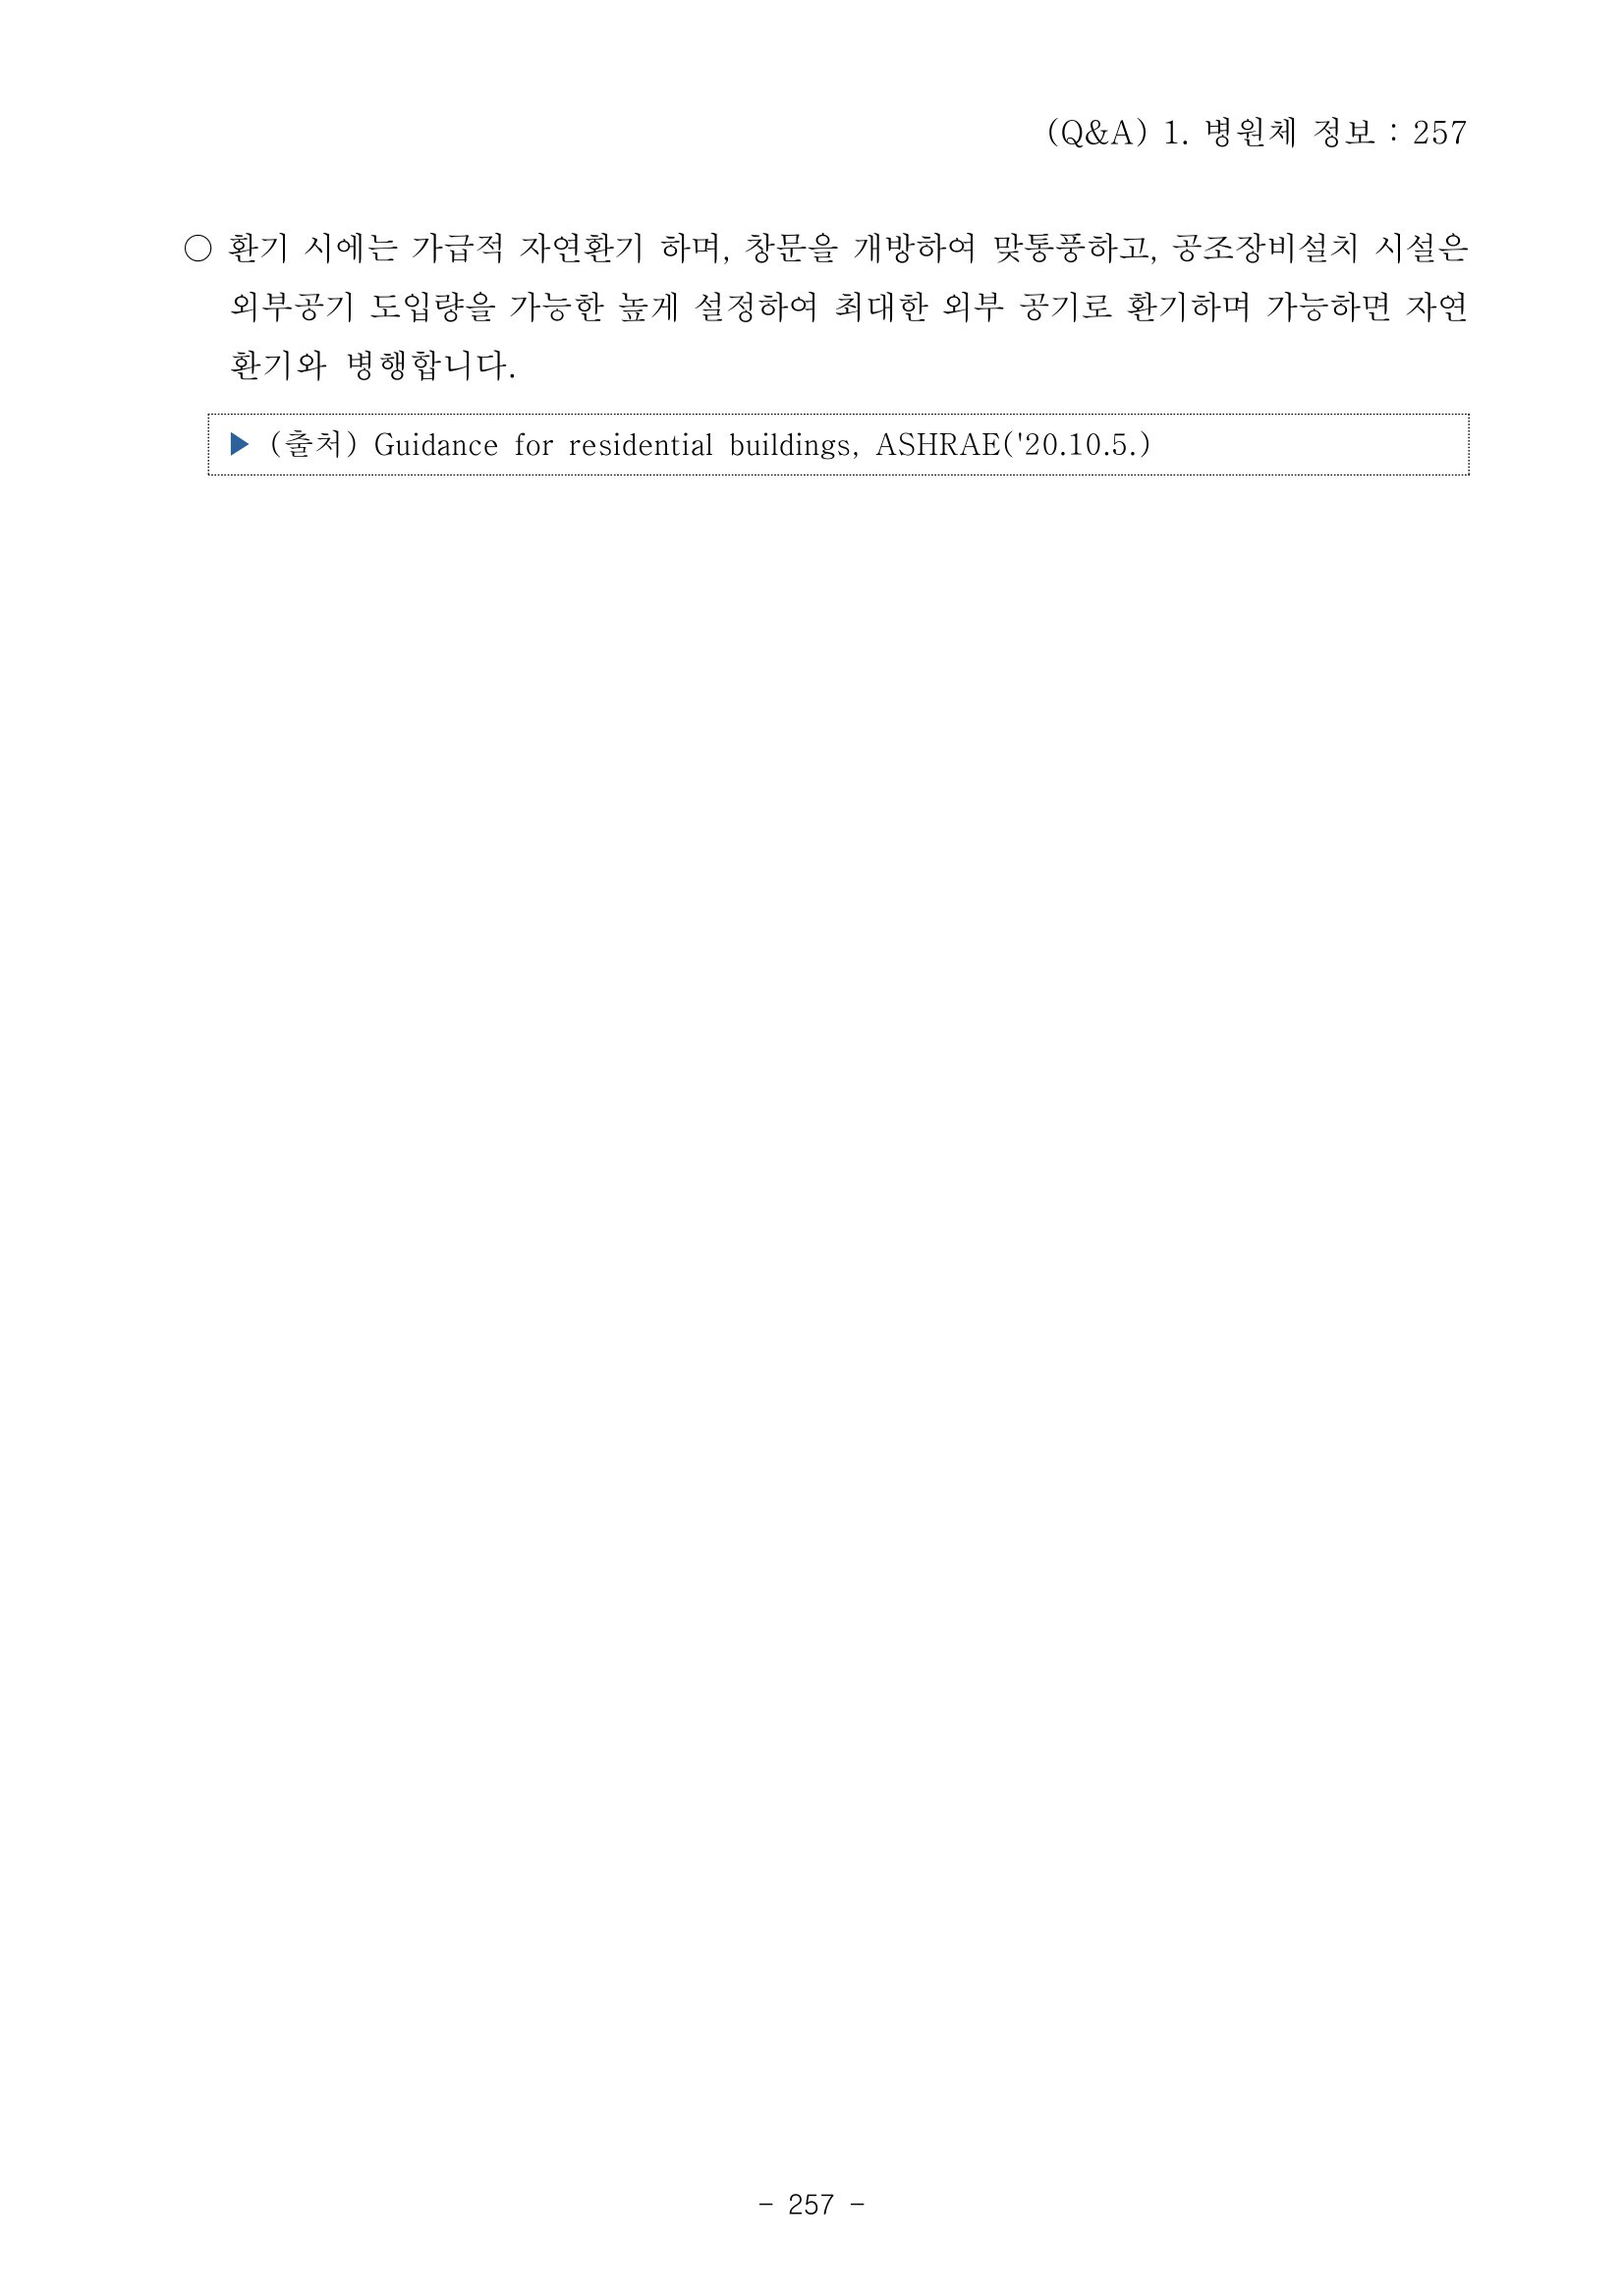 (Q&A) 1. 병원체 정보 : 257
○ 환기 시에는 가급적 자연환기 하며, 창문을 개방하여 맞통풍하고, 공조장비설치 시설은
외부공기 도입량을 가능한 높게 설정하여 최대한 외부 공기로 환기하며 가능하면 자연
환기와 병행합니다.
▶ (출처) Guidance for residential buildings, ASHRAE('20.10.5.)
- 257 -